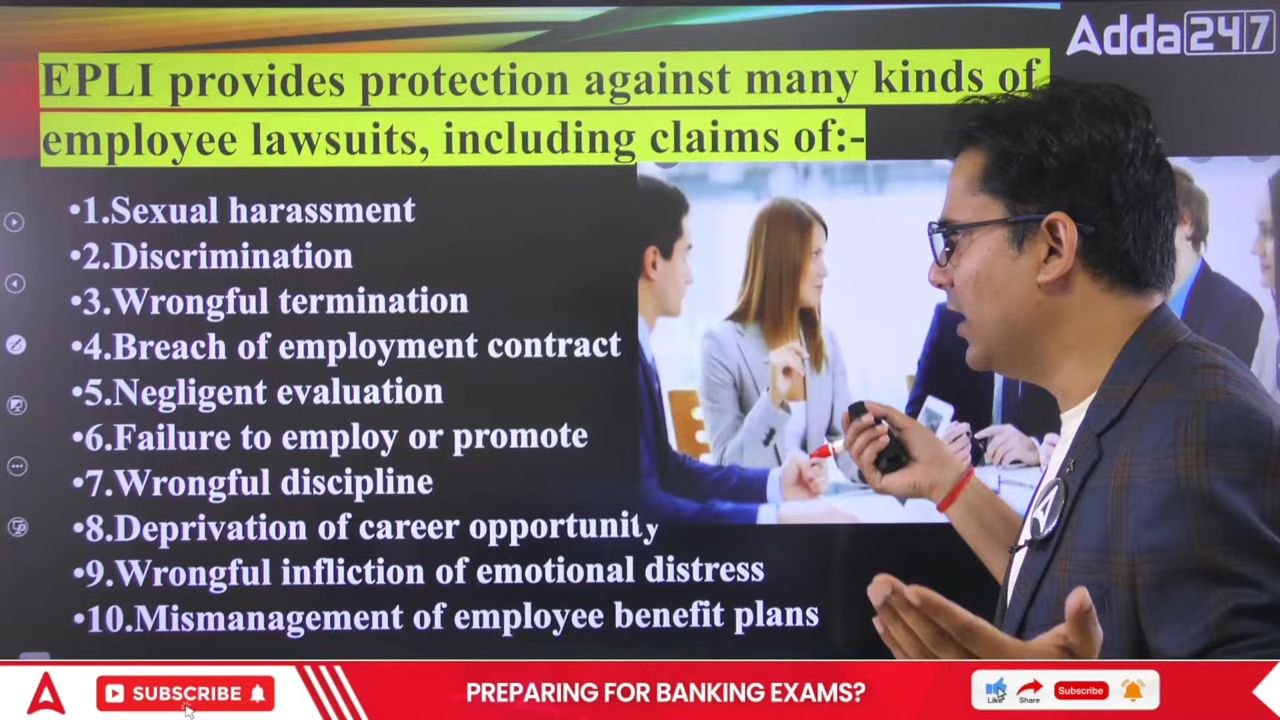 Adda247
EPLI provides protection against many kinds of
employee lawsuits, including claims of:-
•1.Sexual harassment
•2.Discrimination
•3.Wrongful termination
•4.Breach of employment contract
•5.Negligent evaluation
•6.Failure to employ or promote
•7.Wrongful discipline
•8.Deprivation of career opportunity
•9.Wrongful infliction of emotional distress
•10.Mismanagement of employee benefit plans
SUBSCRIBE
PREPARING FOR BANKING EXAMS?
Like
Share
Subscribe